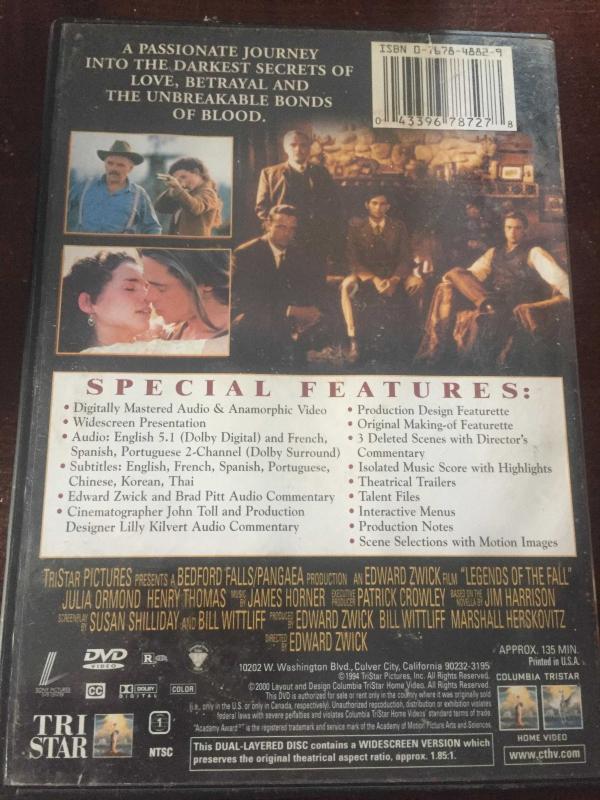 A PASSIONATE JOURNEY
INTO THE DARKEST SECRETS OF
LOVE, BETRAYAL AND
THE UNBREAKABLE BONDS
OF BLOOD.
ISBN 0-7678-4882-9
0 43396 78727 8
SPECIAL FEATURES:
• Digitally Mastered Audio & Anamorphic Video
• Widescreen Presentation
• Audio: English 5.1 (Dolby Digital) and French,
Spanish, Portuguese 2-Channel (Dolby Surround)
• Subtitles: English, French, Spanish, Portuguese,
Chinese, Korean, Thai
• Edward Zwick and Brad Pitt Audio Commentary
• Cinematographer John Toll and Production
Designer Lilly Kilvert Audio Commentary
• Production Design Featurette
• Original Making-of Featurette
• 3 Deleted Scenes with Director's
Commentary
• Isolated Music Score with Highlights
• Theatrical Trailers
• Talent Files
• Interactive Menus
• Production Notes
• Scene Selections with Motion Images
TRISTAR PICTURES PRESENTS A BEDFORD FALLS/PANGAEA PRODUCTION AN EDWARD ZWICK FILM "LEGENDS OF THE FALL"
JULIA ORMOND HENRY THOMAS MUSIC BY JAMES HORNER EXECUTIVE PRODUCER PATRICK CROWLEY BASED ON THE NOVELLA BY JIM HARRISON
SCREENPLAY BY SUSAN SHILLIDAY AND BILL WITTLIFF PRODUCED BY EDWARD ZWICK BILL WITTLIFF MARSHALL HERSKOVITZ
DIRECTED BY EDWARD ZWICK
APPROX. 135 MIN.
Printed in U.S.A.
DVD
VIDEO
R
10202 W. Washington Blvd., Culver City, California 90232-3195
©1994 TriStar Pictures, Inc. All Rights Reserved.
©2000 Layout and Design Columbia TriStar Home Video. All Rights Reserved.
This DVD is authorized for sale or rent only in the country where it was originally sold
(i.e., only in the U.S. or only in Canada, respectively). Unauthorized reproduction, distribution or exhibition violates
federal laws with severe penalties and violates Columbia TriStar Home Videos' standard terms of trade.
"Academy Award®" is the registered trademark and service mark of the Academy of Motion Picture Arts and Sciences.
SONY PICTURES
CC
DOLBY
DIGITAL
COLOR
TRI
STAR
1
NTSC
This DUAL-LAYERED DISC contains a WIDESCREEN VERSION which
preserves the original theatrical aspect ratio, approx. 1.85:1.
COLUMBIA TRISTAR
HOME VIDEO
www.cthv.com